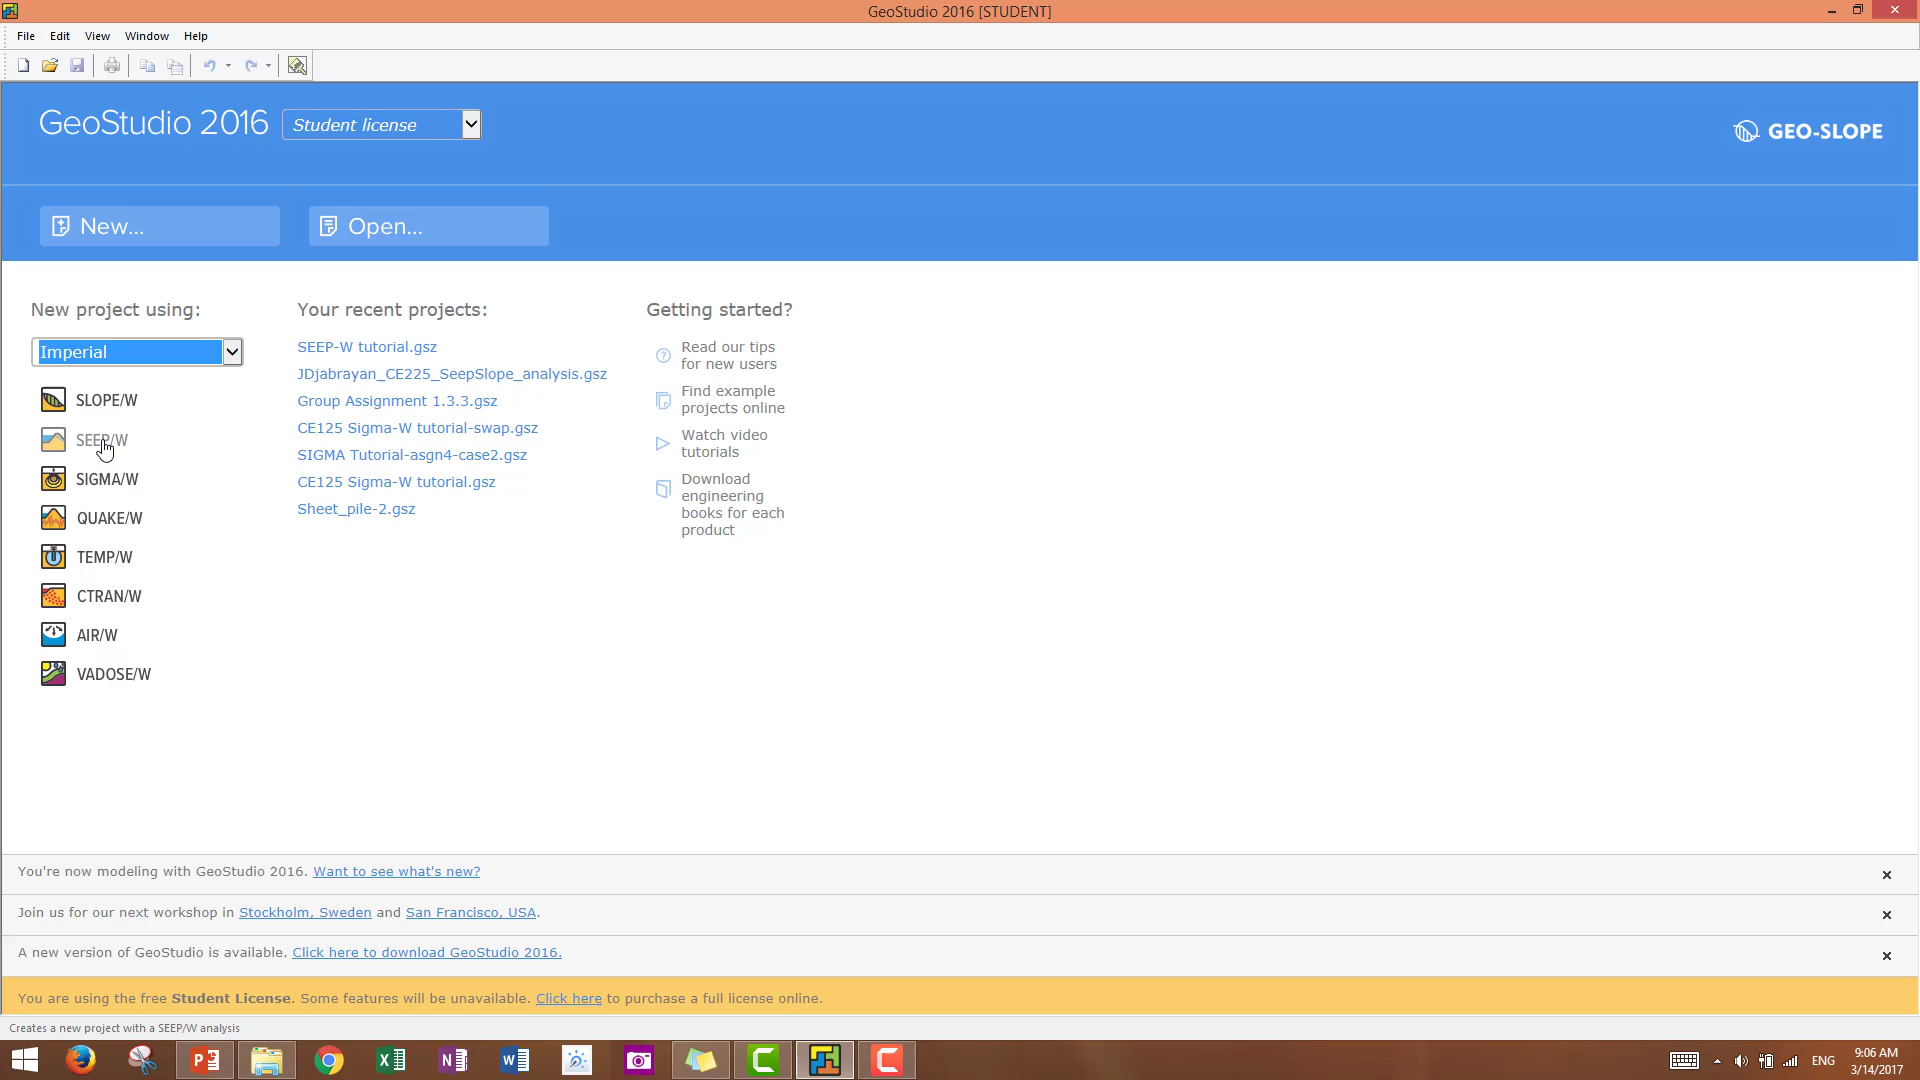 GeoStudio 2016 [STUDENT]
File Edit View Window Help
GeoStudio 2016 Student license
GEO-SLOPE
New... Open...
New project using:
Imperial
SLOPE/W
SEEP/W
SIGMA/W
QUAKE/W
TEMP/W
CTRAN/W
AIR/W
VADOSE/W
Your recent projects:
SEEP-W tutorial.gsz
JDjabrayan_CE225_SeepSlope_analysis.gsz
Group Assignment 1.3.3.gsz
CE125 Sigma-W tutorial-swap.gsz
SIGMA Tutorial-asgn4-case2.gsz
CE125 Sigma-W tutorial.gsz
Sheet_pile-2.gsz
Getting started?
Read our tips
for new users
Find example
projects online
Watch video
tutorials
Download
engineering
books for each
product
You're now modeling with GeoStudio 2016. Want to see what's new?
Join us for our next workshop in Stockholm, Sweden and San Francisco, USA.
A new version of GeoStudio is available. Click here to download GeoStudio 2016.
You are using the free Student License. Some features will be unavailable. Click here to purchase a full license online.
Creates a new project with a SEEP/W analysis
ENG
9:06 AM
3/14/2017